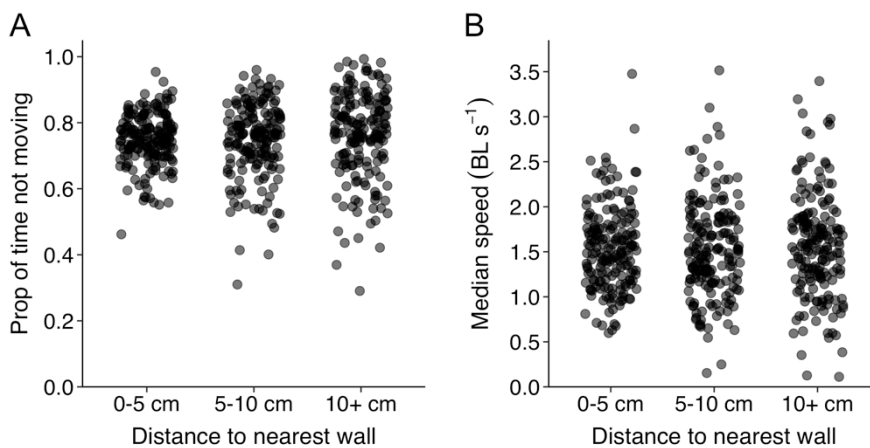 A
Prop of time not moving
1.0
0.8
0.6
0.4
0.2
0.0
0-5 cm 5-10 cm 10+ cm
Distance to nearest wall
B
Median speed (BL s⁻¹)
3.5
3.0
2.5
2.0
1.5
1.0
0.5
0.0
0-5 cm 5-10 cm 10+ cm
Distance to nearest wall